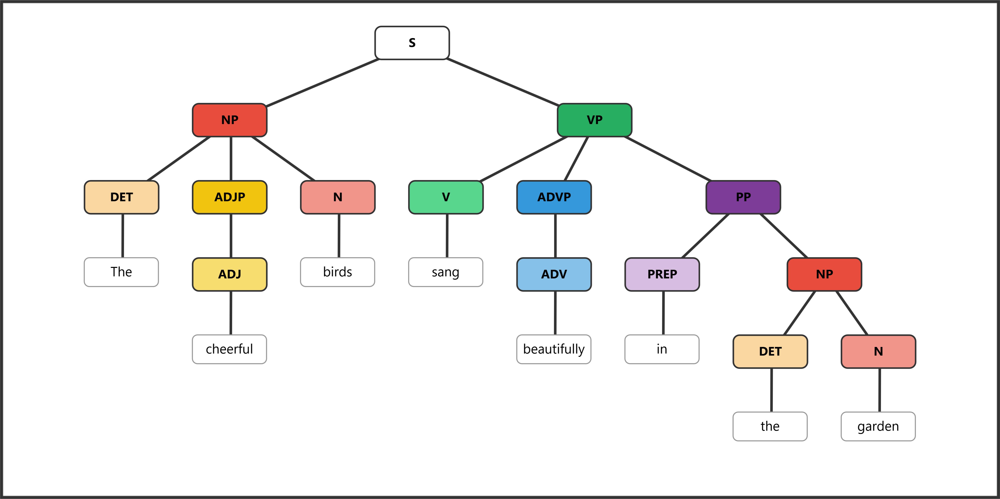 S
NP VP
DET ADJP N V ADVP PP
The ADJ birds sang ADV PREP NP
cheerful beautifully in DET N
the garden